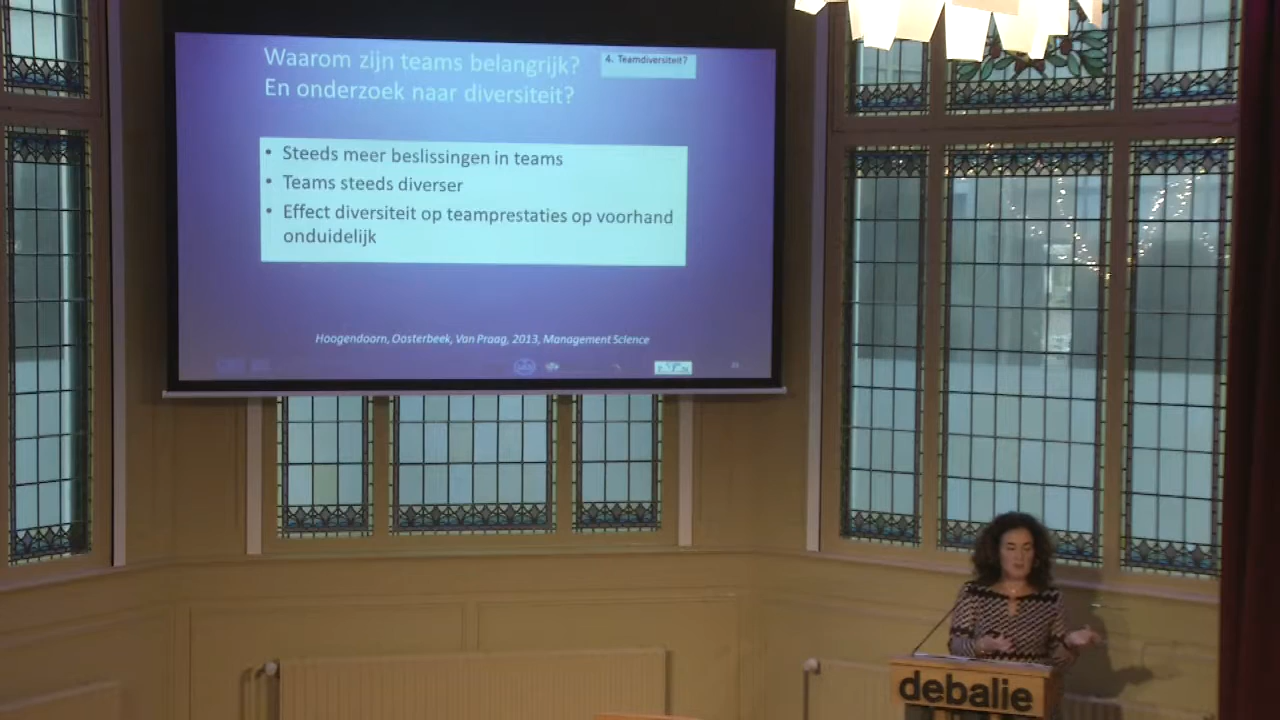 Waarom zijn teams belangrijk?
En onderzoek naar diversiteit?
4. Teamdiversiteit?
• Steeds meer beslissingen in teams
• Teams steeds diverser
• Effect diversiteit op teamprestaties op voorhand
onduidelijk
Hoogendoorn, Oosterbeek, Van Praag, 2013, Management Science
debalie